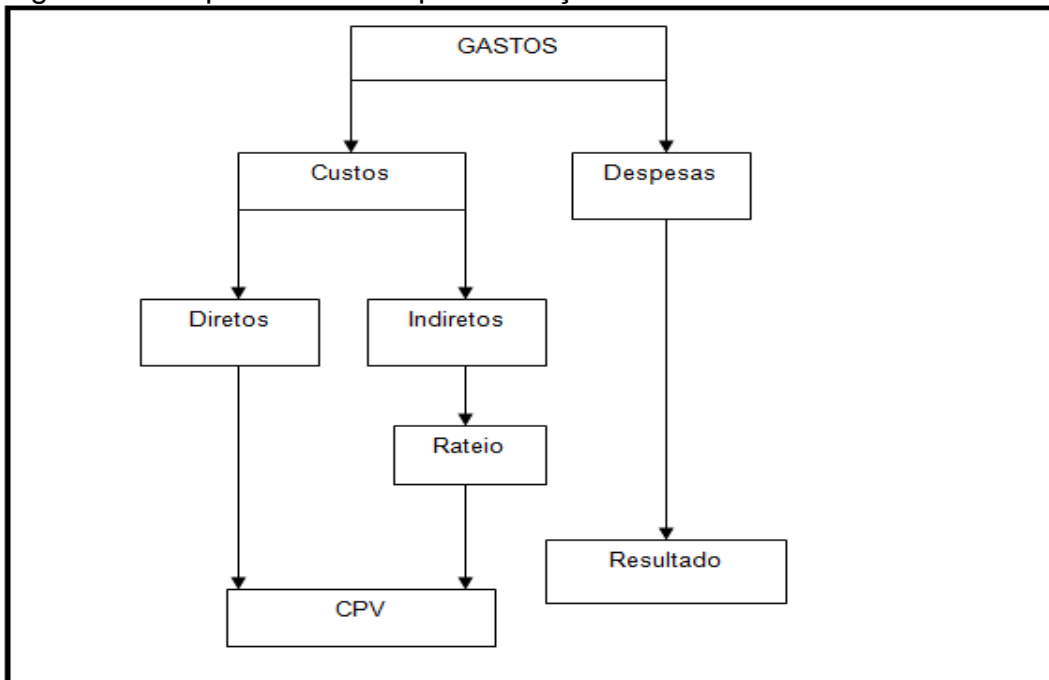 GASTOS
Custos
Despesas
Diretos
Indiretos
Rateio
Resultado
CPV